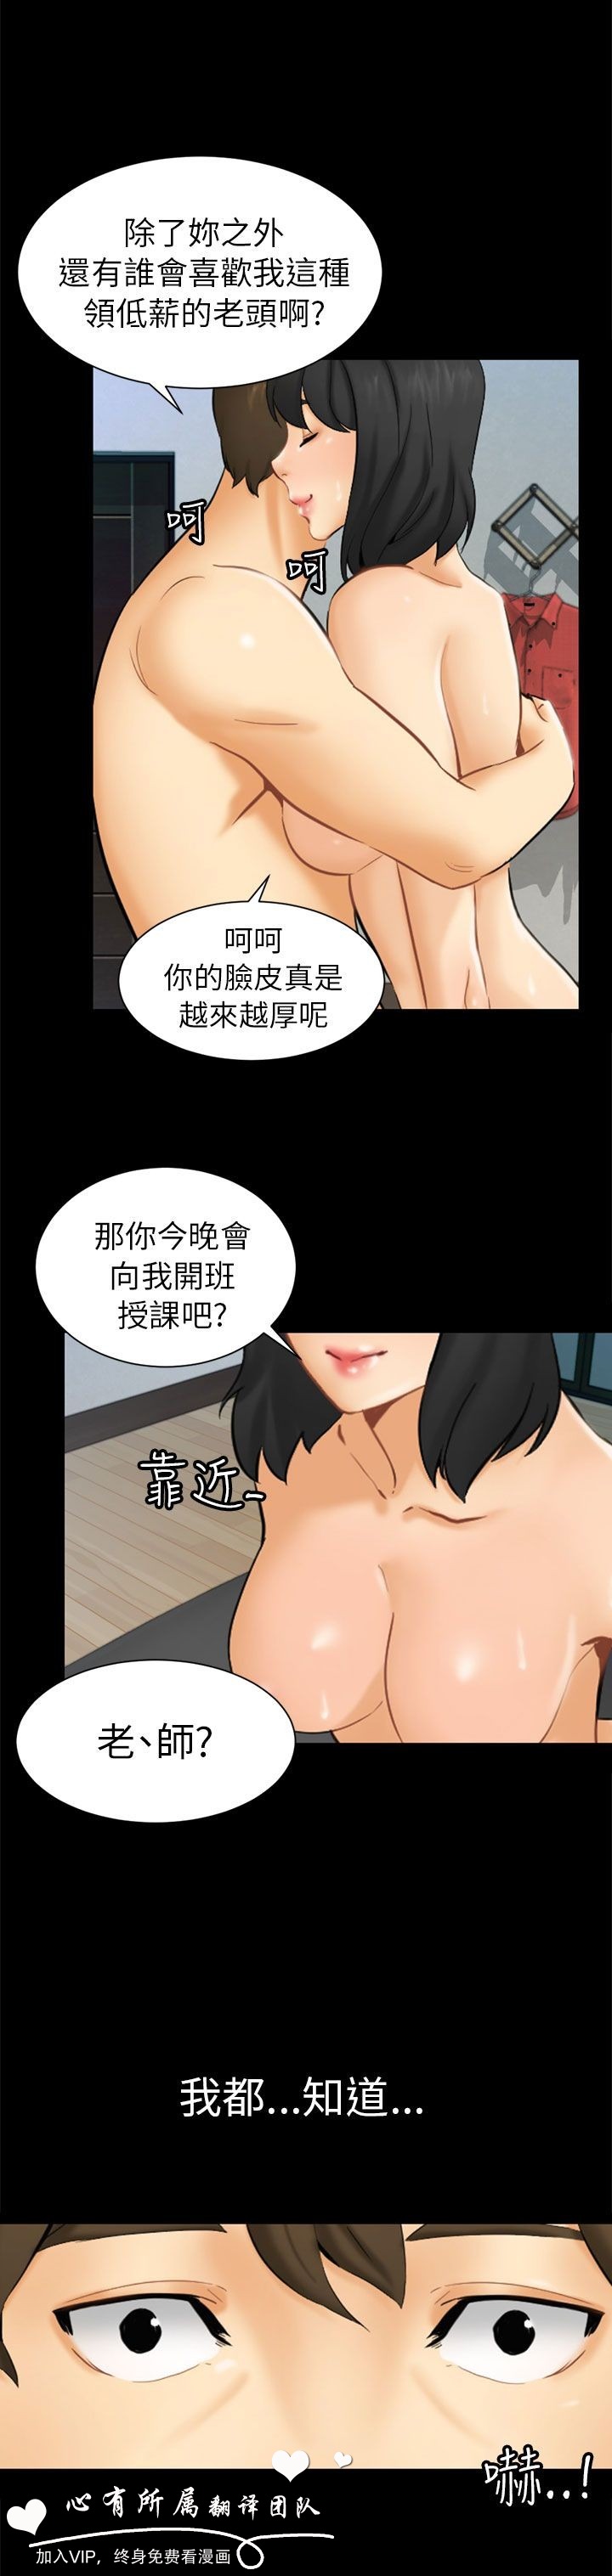 除了妳之外
還有誰會喜歡我這種
領低薪的老頭啊?
呵
呵
呵呵
你的臉皮真是
越來越厚呢
那你今晚會
向我開班
授課吧?
靠近~
老、師?
我都...知道...
嚇..!
心有所属翻译团队
加入VIP，终身免费看漫画